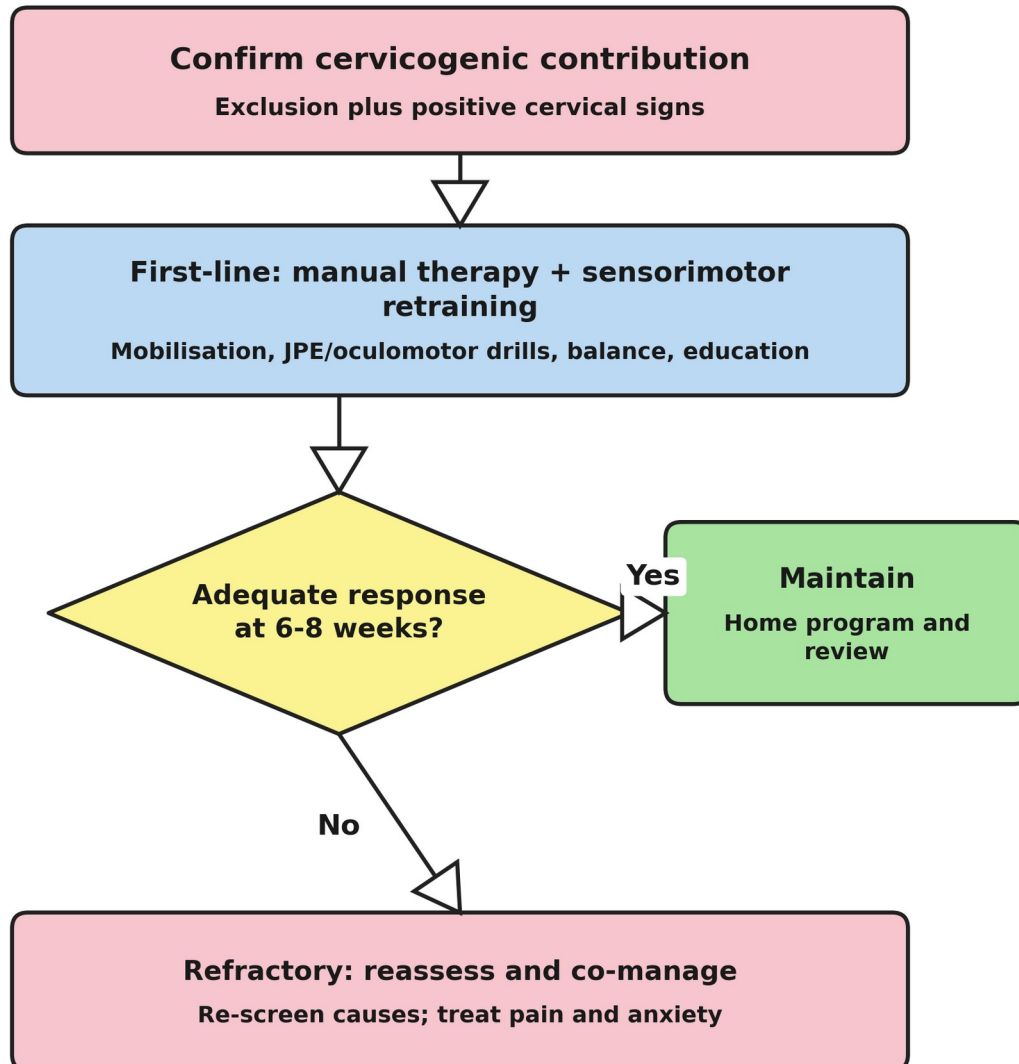 Confirm cervicogenic contribution
Exclusion plus positive cervical signs
First-line: manual therapy + sensorimotor
retraining
Mobilisation, JPE/oculomotor drills, balance, education
Adequate response
at 6-8 weeks?
Yes
Maintain
Home program and
review
No
Refractory: reassess and co-manage
Re-screen causes; treat pain and anxiety